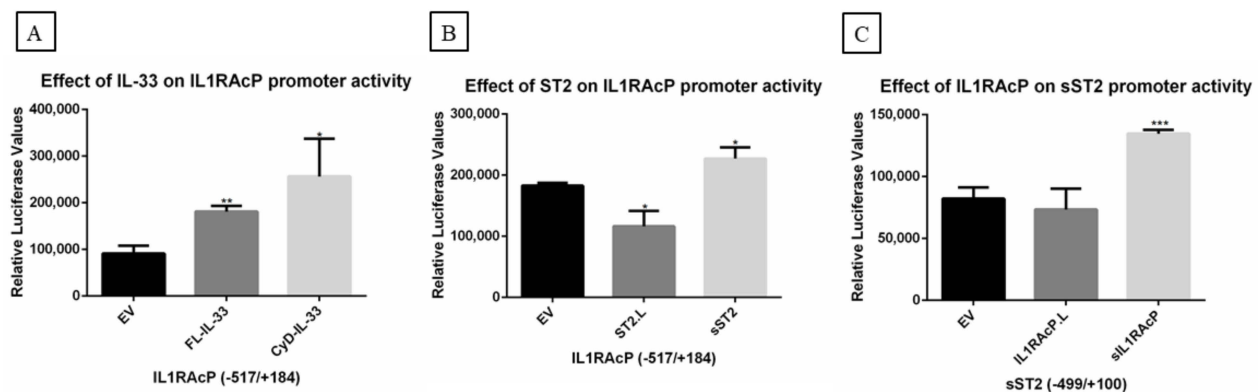 A
Effect of IL-33 on IL1RAcP promoter activity
Relative Luciferase Values
400,000
300,000
200,000
100,000
0
**
*
EV
FL-IL-33
CyD-IL-33
IL1RAcP (-517/+184)
B
Effect of ST2 on IL1RAcP promoter activity
Relative Luciferase Values
300,000
200,000
100,000
0
*
*
EV
ST2.L
sST2
IL1RAcP (-517/+184)
C
Effect of IL1RAcP on sST2 promoter activity
Relative Luciferase Values
150,000
100,000
50,000
0
***
EV
IL1RAcP.L
sIL1RAcP
sST2 (-499/+100)